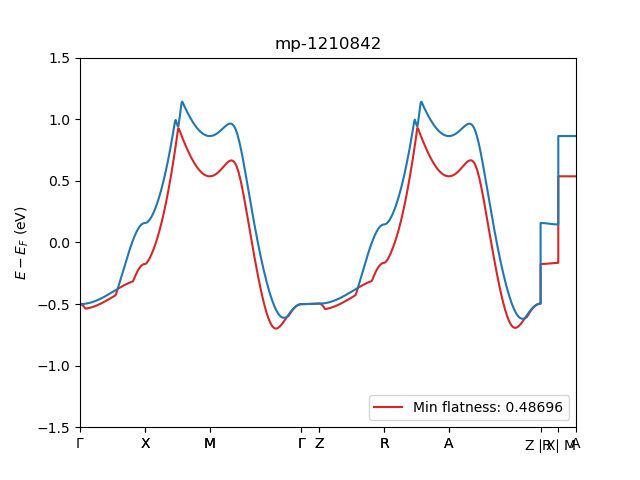 mp-1210842
E − E_F (eV)
1.5
1.0
0.5
0.0
−0.5
−1.0
−1.5
Min flatness: 0.48696
Γ X M Γ Z R A Z | R X | M A